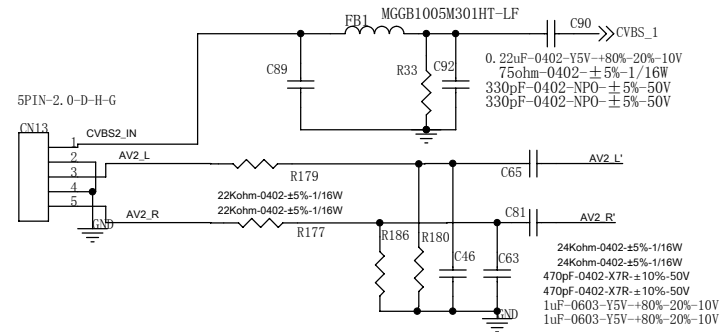 MGGB1005M301HT-LF
FB1
C90
CVBS_1
C89
R33
C92
0.22uF-0402-Y5V-+80%-20%-10V
75ohm-0402-±5%-1/16W
330pF-0402-NPO-±5%-50V
330pF-0402-NPO-±5%-50V
5PIN-2.0-D-H-G
CN13
1
CVBS2_IN
2
AV2_L
3
4
5
GND
AV2_R
R179
C65
AV2_L'
22Kohm-0402-±5%-1/16W
22Kohm-0402-±5%-1/16W
R177
C81
AV2_R'
R186
R180
C46
C63
GND
24Kohm-0402-±5%-1/16W
24Kohm-0402-±5%-1/16W
470pF-0402-X7R-±10%-50V
470pF-0402-X7R-±10%-50V
1uF-0603-Y5V-+80%-20%-10V
1uF-0603-Y5V-+80%-20%-10V